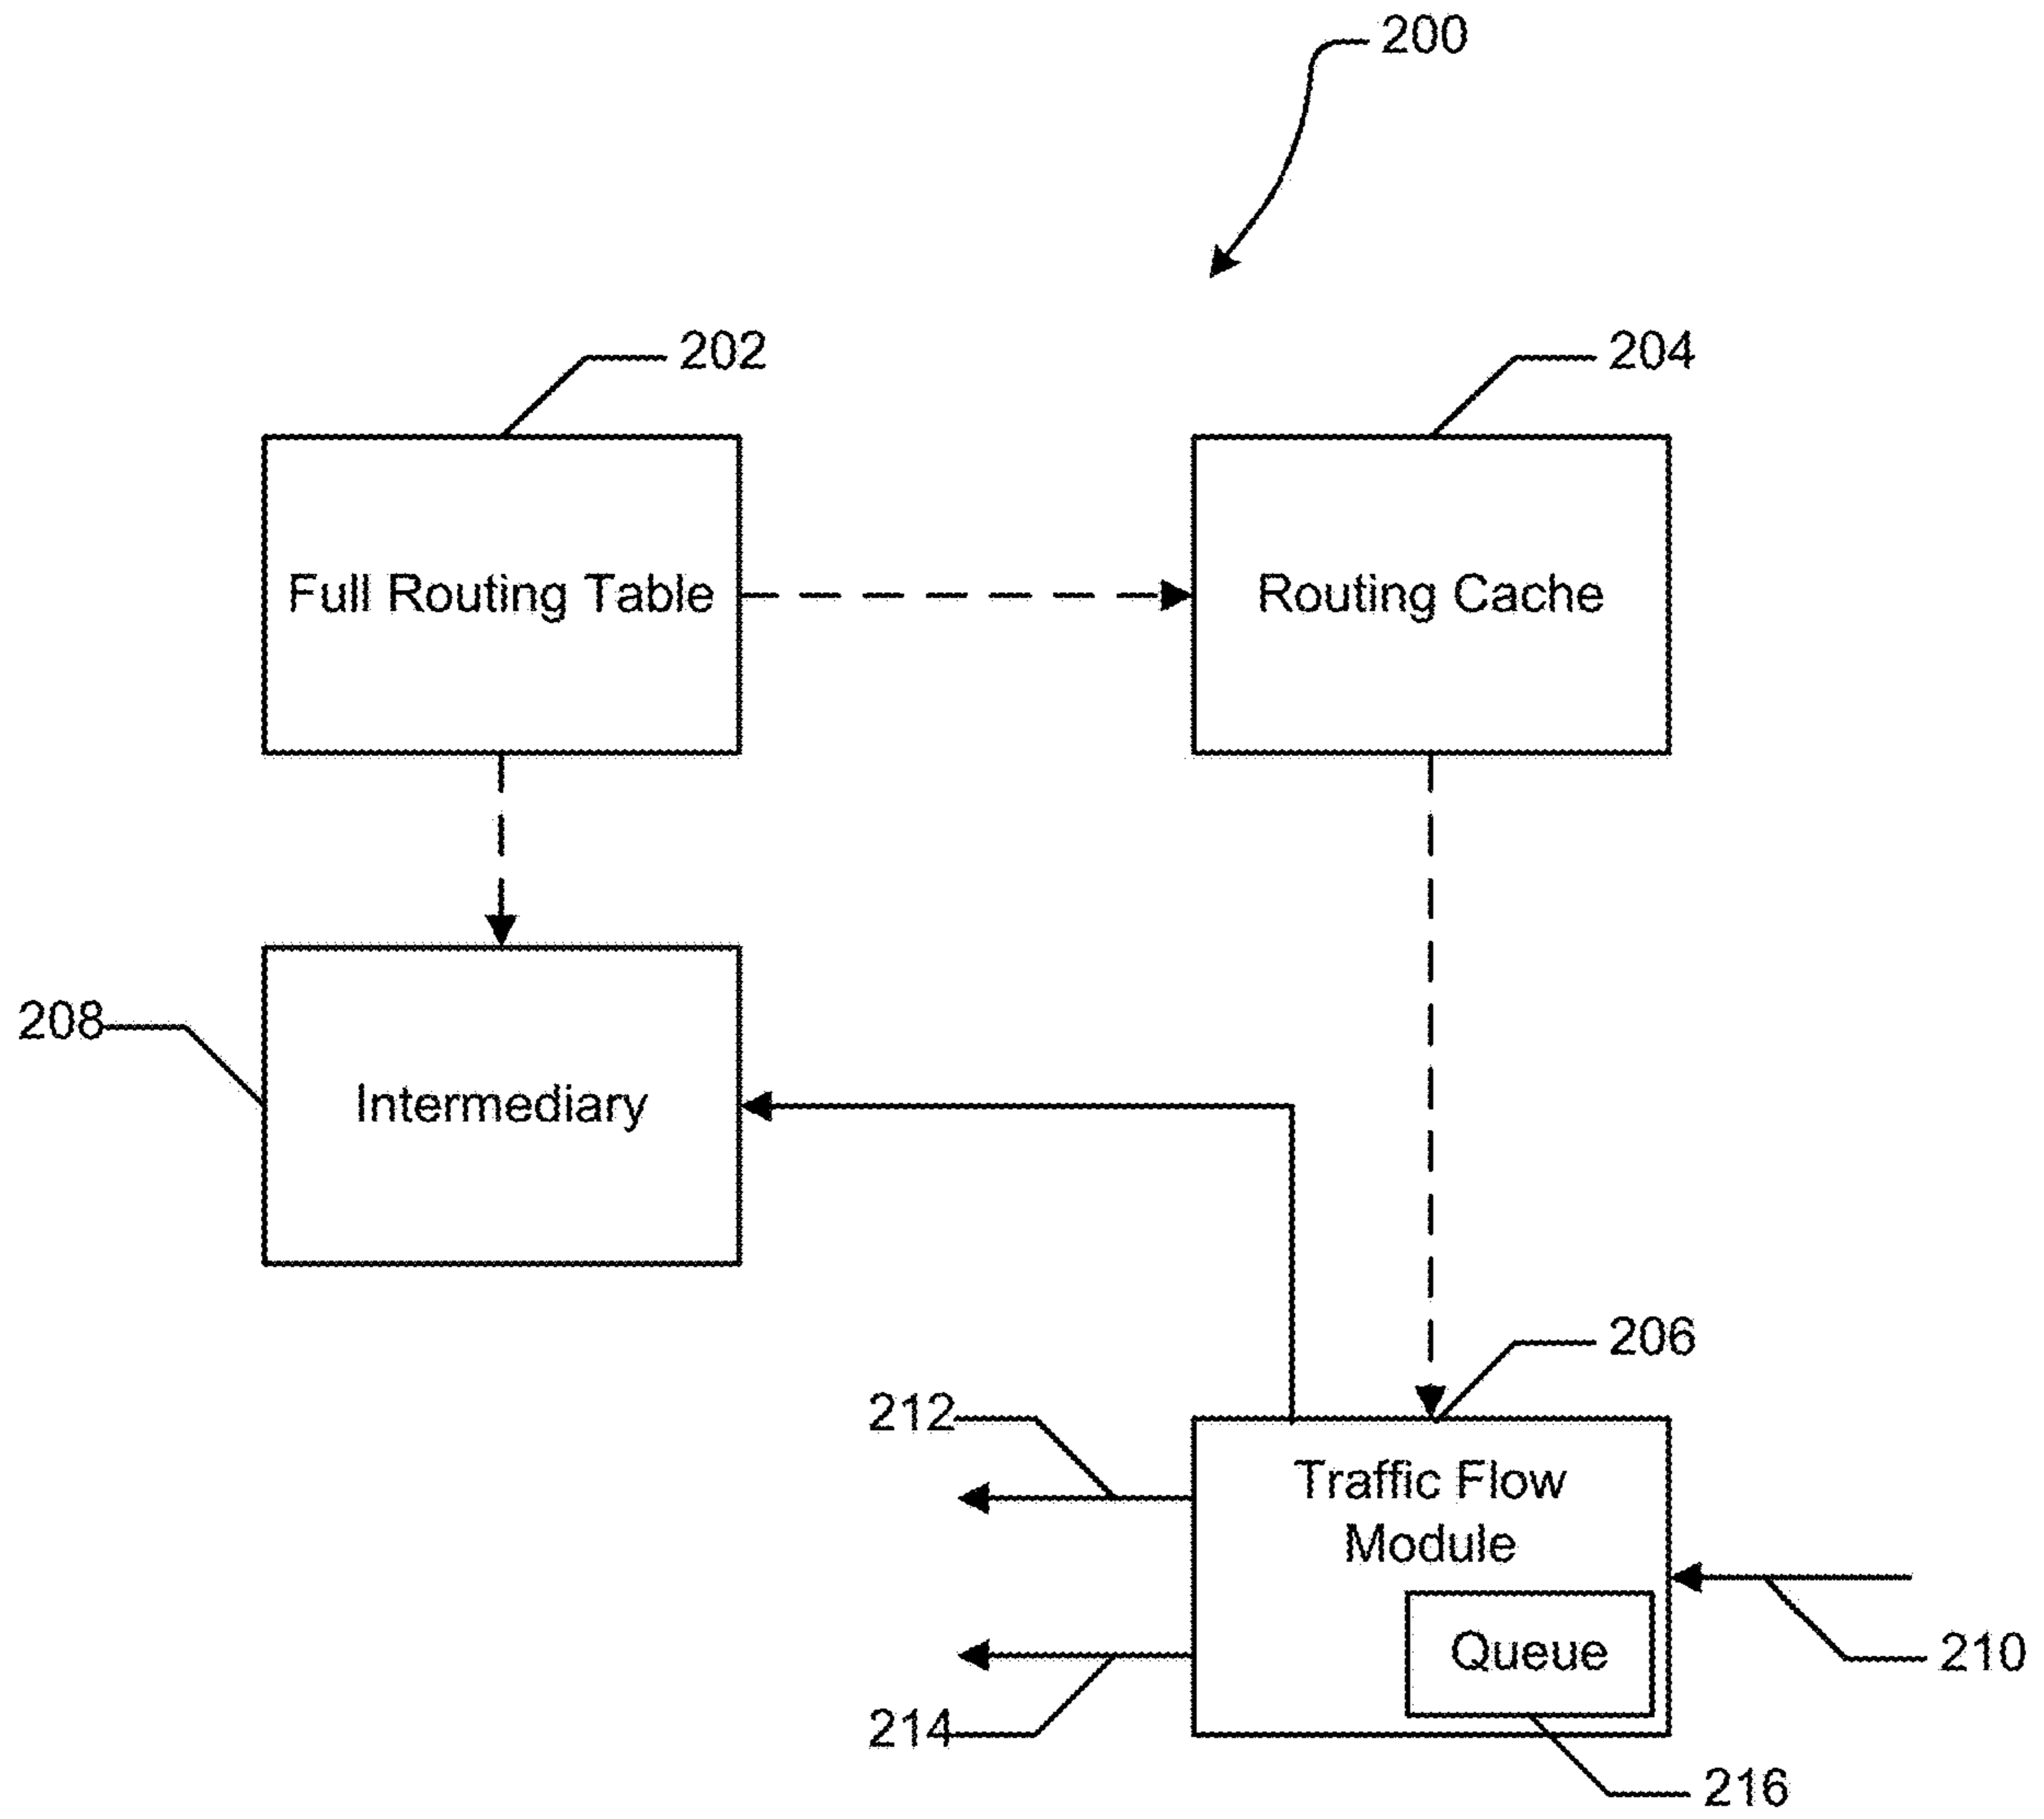 200
202
204
Full Routing Table
Routing Cache
208
Intermediary
206
212
Traffic Flow
Module
Queue
210
214
216